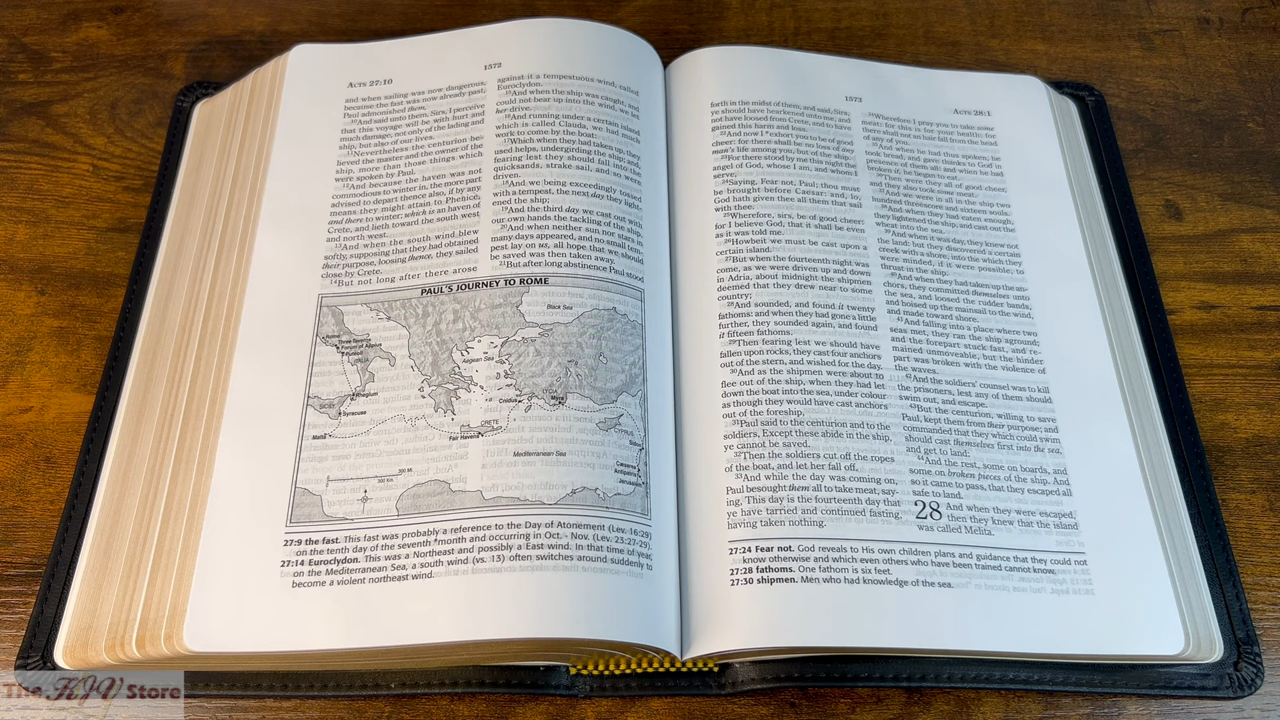 ACTS 27:10
1572
and when sailing was now dangerous,
because the fast was now already past,
Paul admonished them,
10And said unto them, Sirs, I perceive
that this voyage will be with hurt and
much damage, not only of the lading and
ship, but also of our lives.
11Nevertheless the centurion be-
lieved the master and the owner of the
ship, more than those things which
were spoken by Paul.
12And because the haven was not
commodious to winter in, the more part
advised to depart thence also, if by any
means they might attain to Phenice,
and there to winter; which is an haven of
Crete, and lieth toward the south west
and north west.
13And when the south wind blew
softly, supposing that they had obtained
their purpose, loosing thence, they sailed
close by Crete.
14But not long after there arose
against it a tempestuous wind, called
Euroclydon.
15And when the ship was caught, and
could not bear up into the wind, we let
her drive.
16And running under a certain island
which is called Clauda, we had much
work to come by the boat:
17Which when they had taken up, they
used helps, undergirding the ship; and,
fearing lest they should fall into the
quicksands, strake sail, and so were
driven.
18And we being exceedingly tossed
with a tempest, the next day they light-
ened the ship;
19And the third day we cast out with
our own hands the tackling of the ship.
20And when neither sun nor stars in
many days appeared, and no small tem-
pest lay on us, all hope that we should
be saved was then taken away.
21But after long abstinence Paul stood
PAUL'S JOURNEY TO ROME
Black Sea
Rome
Three Taverns
Forum of Appius
Puteoli
ITALIA
Aegean Sea
Rhegium
SICILY
Syracuse
Cnidus
Myra
Malta
CRETE
Fair Havens
CYPRUS
Mediterranean Sea
Sidon
Caesarea
Antipatris
Jerusalem
300 Mi.
300 Km.
27:9 the fast. This fast was probably a reference to the Day of Atonement (Lev. 16:29)
on the tenth day of the seventh *month and occurring in Oct. - Nov. (Lev. 23:27-29).
27:14 Euroclydon. This was a Northeast and possibly a East wind. In that time of year,
on the Mediterranean Sea, a south wind (vs. 13) often switches around suddenly to
become a violent northeast wind.
1573
ACTS 28:1
forth in the midst of them, and said, Sirs,
ye should have hearkened unto me, and
not have loosed from Crete, and to have
gained this harm and loss.
22And now I *exhort you to be of good
cheer: for there shall be no loss of any
man's life among you, but of the ship.
23For there stood by me this night the
angel of God, whose I am, and whom I
serve,
24Saying, Fear not, Paul; thou must
be brought before Caesar: and, lo,
God hath given thee all them that sail
with thee.
25Wherefore, sirs, be of good cheer:
for I believe God, that it shall be even
as it was told me.
26Howbeit we must be cast upon a
certain island.
27But when the fourteenth night was
come, as we were driven up and down
in Adria, about midnight the shipmen
deemed that they drew near to some
country;
28And sounded, and found it twenty
fathoms: and when they had gone a little
further, they sounded again, and found
it fifteen fathoms.
29Then fearing lest we should have
fallen upon rocks, they cast four anchors
out of the stern, and wished for the day.
30And as the shipmen were about to
flee out of the ship, when they had let
down the boat into the sea, under colour
as though they would have cast anchors
out of the foreship,
31Paul said to the centurion and to the
soldiers, Except these abide in the ship,
ye cannot be saved.
32Then the soldiers cut off the ropes
of the boat, and let her fall off.
33And while the day was coming on,
Paul besought them all to take meat, say-
ing, This day is the fourteenth day that
ye have tarried and continued fasting,
having taken nothing.
34Wherefore I pray you to take some
meat: for this is for your health: for
there shall not an hair fall from the head
of any of you.
35And when he had thus spoken, he
took bread, and gave thanks to God in
presence of them all: and when he had
broken it, he began to eat.
36Then were they all of good cheer,
and they also took some meat.
37And we were in all in the ship two
hundred threescore and sixteen souls.
38And when they had eaten enough,
they lightened the ship, and cast out the
wheat into the sea.
39And when it was day, they knew not
the land: but they discovered a certain
creek with a shore, into the which they
were minded, if it were possible, to
thrust in the ship.
40And when they had taken up the an-
chors, they committed themselves unto
the sea, and loosed the rudder bands,
and hoised up the mainsail to the wind,
and made toward shore.
41And falling into a place where two
seas met, they ran the ship aground;
and the forepart stuck fast, and re-
mained unmoveable, but the hinder
part was broken with the violence of
the waves.
42And the soldiers' counsel was to kill
the prisoners, lest any of them should
swim out, and escape.
43But the centurion, willing to save
Paul, kept them from their purpose; and
commanded that they which could swim
should cast themselves first into the sea,
and get to land:
44And the rest, some on boards, and
some on broken pieces of the ship. And
so it came to pass, that they escaped all
safe to land.
28 And when they were escaped,
then they knew that the island
was called Melita.
27:24 Fear not. God reveals to His own children plans and guidance that they could not
know otherwise and which even others who have been trained cannot know.
27:28 fathoms. One fathom is six feet.
27:30 shipmen. Men who had knowledge of the sea.
The KJV Store